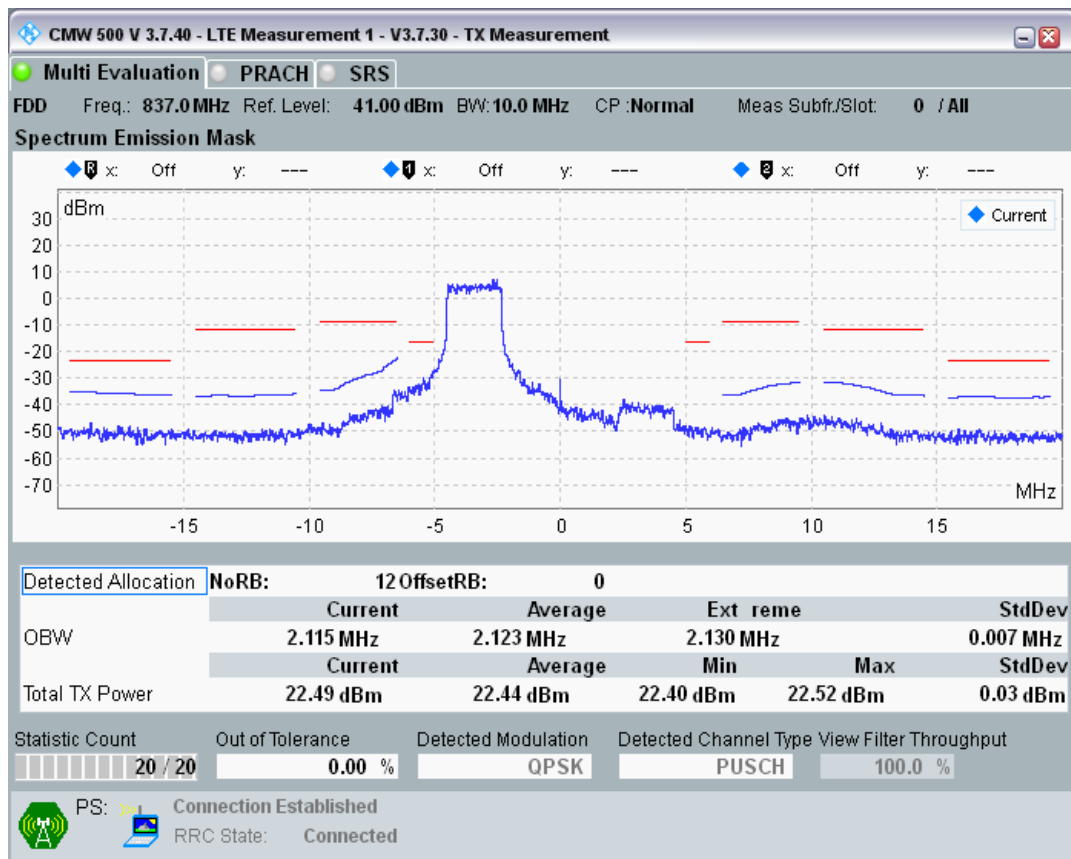 CMW 500 V 3.7.40 - LTE Measurement 1 - V3.7.30 - TX Measurement
Multi Evaluation PRACH SRS
FDD Freq.: 837.0 MHz Ref. Level: 41.00 dBm BW: 10.0 MHz CP :Normal Meas Subfr./Slot: 0 / All
Spectrum Emission Mask
R x: Off y: --- 1 x: Off y: --- 2 x: Off y: ---
dBm
Current
30
20
10
0
-10
-20
-30
-40
-50
-60
-70
MHz
-15 -10 -5 0 5 10 15
Detected Allocation NoRB: 12 OffsetRB: 0
Current Average Ext reme StdDev
OBW 2.115 MHz 2.123 MHz 2.130 MHz 0.007 MHz
Current Average Min Max StdDev
Total TX Power 22.49 dBm 22.44 dBm 22.40 dBm 22.52 dBm 0.03 dBm
Statistic Count Out of Tolerance Detected Modulation Detected Channel Type View Filter Throughput
20 / 20 0.00 % QPSK PUSCH 100.0 %
PS: Connection Established
RRC State: Connected